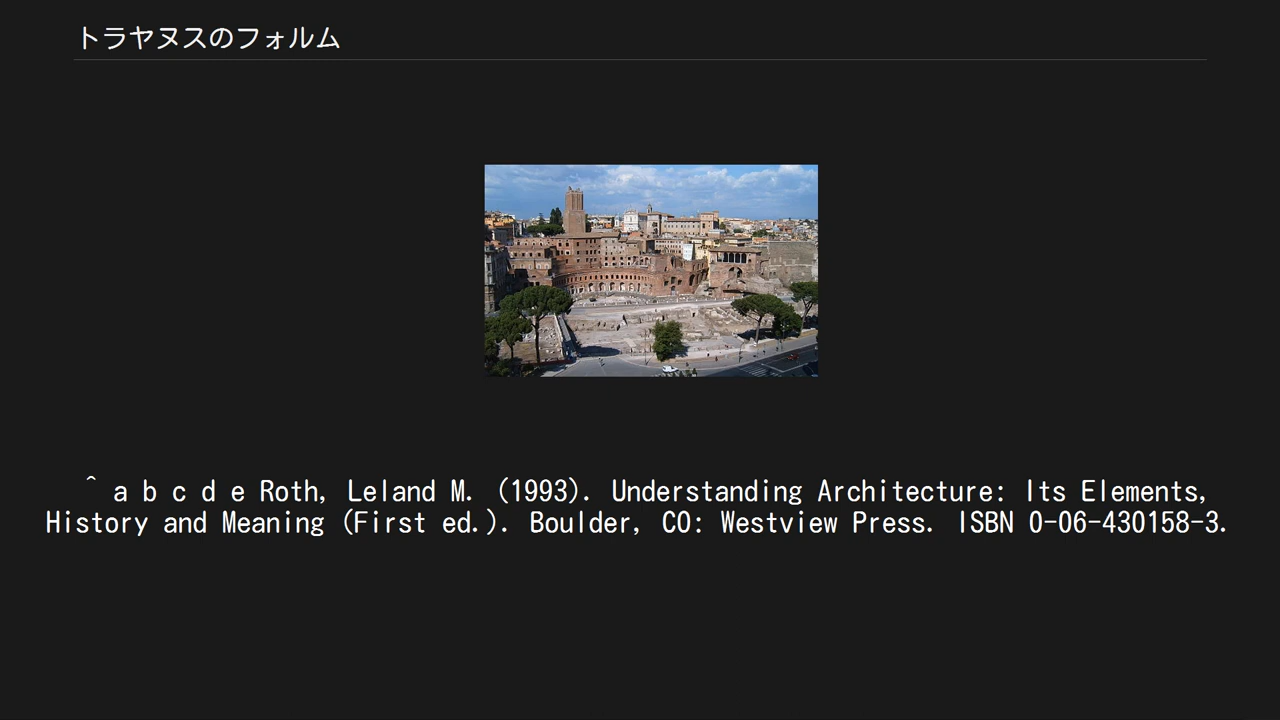 トラヤヌスのフォルム
^ a b c d e Roth, Leland M. (1993). Understanding Architecture: Its Elements,
History and Meaning (First ed.). Boulder, CO: Westview Press. ISBN 0-06-430158-3.